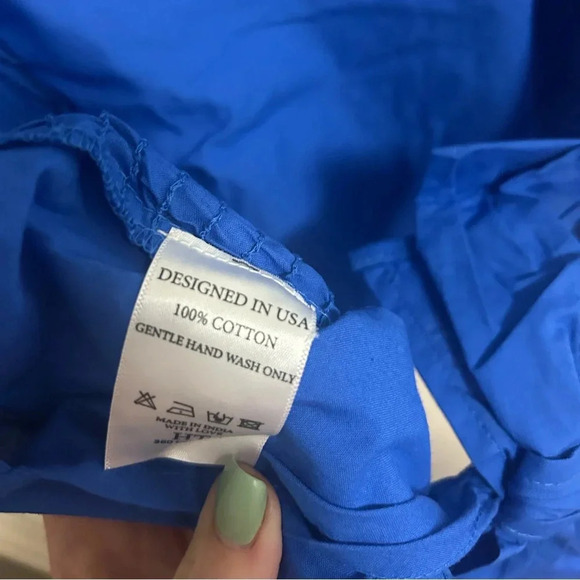 DESIGNED IN USA
100% COTTON
GENTLE HAND WASH ONLY
MADE IN INDIA
WITH LOVE